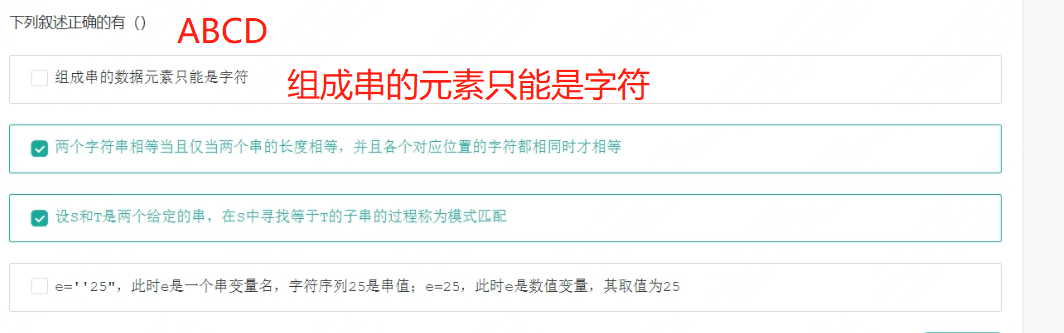 下列叙述正确的有（）
ABCD
组成串的数据元素只能是字符
组成串的元素只能是字符
两个字符串相等当且仅当两个串的长度相等，并且各个对应位置的字符都相同时才相等
设S和T是两个给定的串，在S中寻找等于T的子串的过程称为模式匹配
e=''25"，此时e是一个串变量名，字符序列25是串值；e=25，此时e是数值变量，其取值为25